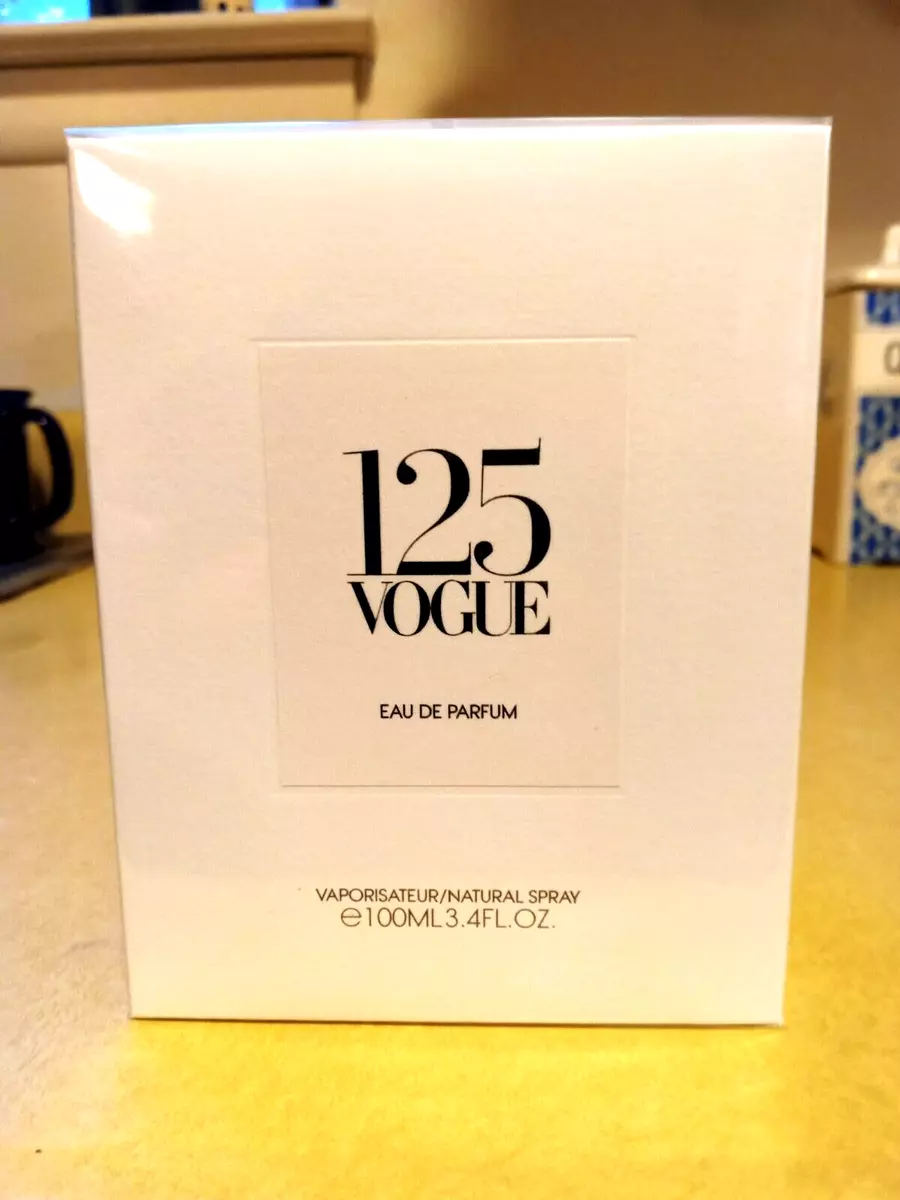 125
VOGUE
EAU DE PARFUM
VAPORISATEUR/NATURAL SPRAY
℮100ML3.4FL.OZ.